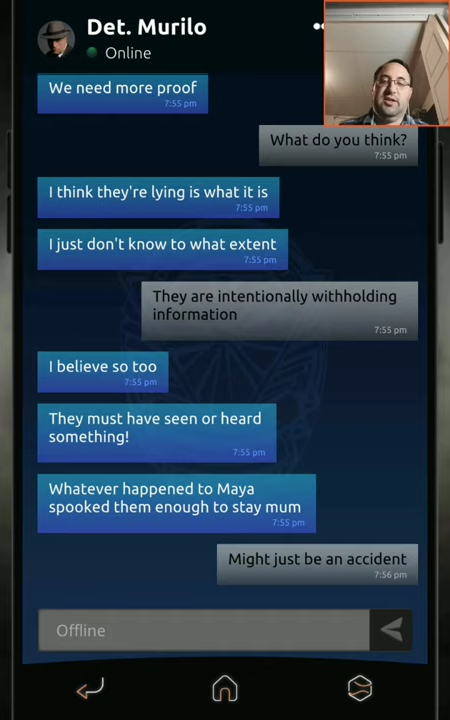 Det. Murilo
Online
We need more proof
7:55 pm
What do you think?
7:55 pm
I think they're lying is what it is
7:55 pm
I just don't know to what extent
7:55 pm
They are intentionally withholding
information
7:55 pm
I believe so too
7:55 pm
They must have seen or heard
something!
7:55 pm
Whatever happened to Maya
spooked them enough to stay mum
7:55 pm
Might just be an accident
7:56 pm
Offline